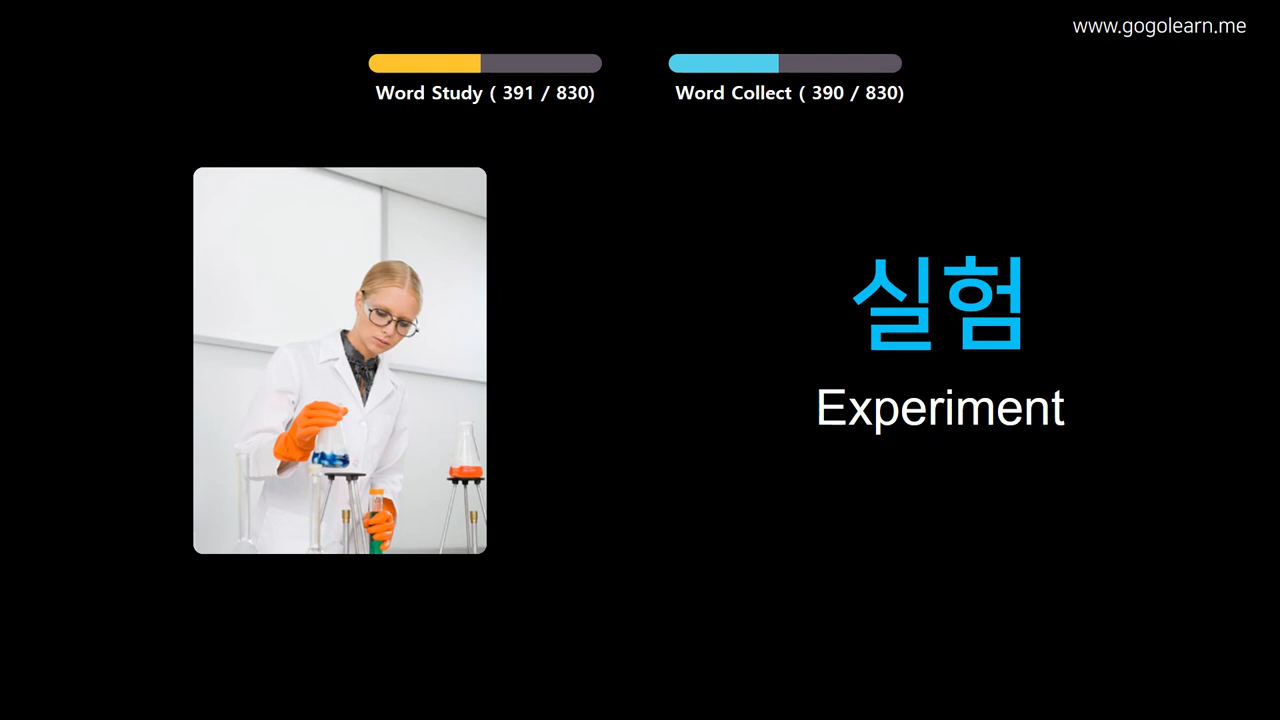 www.gogolearn.me
Word Study ( 391 / 830)
Word Collect ( 390 / 830)
실험
Experiment